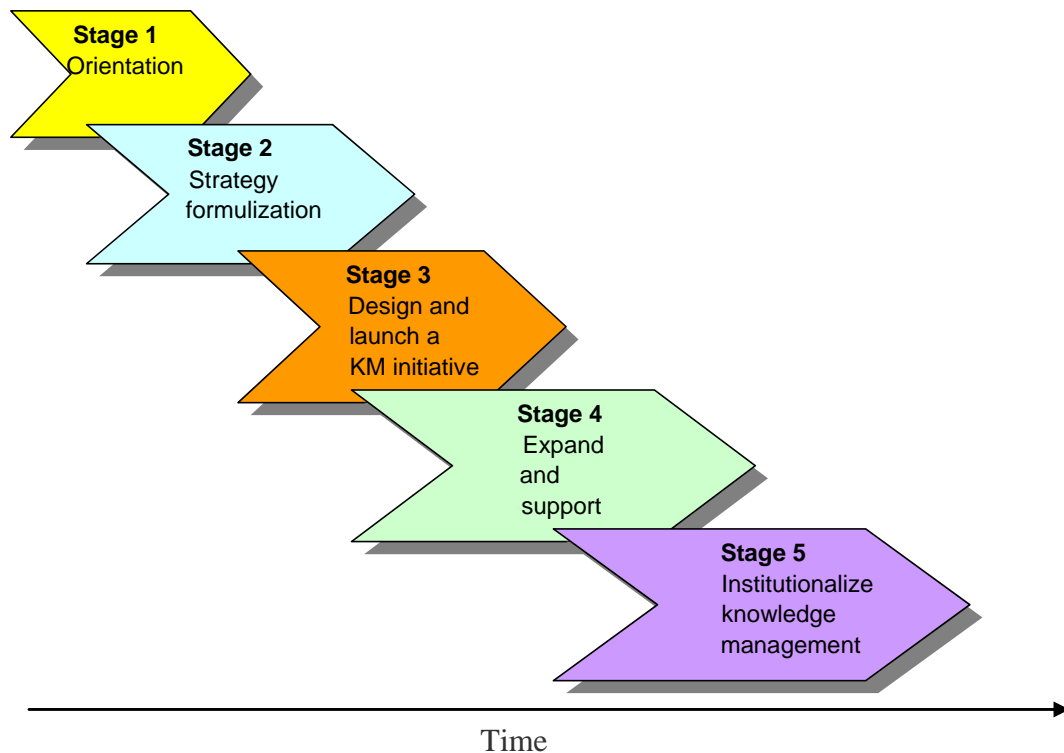 Stage 1
Orientation
Stage 2
Strategy
formulization
Stage 3
Design and
launch a
KM initiative
Stage 4
Expand
and
support
Stage 5
Institutionalize
knowledge
management
Time